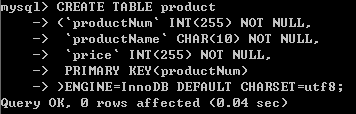 mysql> CREATE TABLE product
    -> (`productNum` INT(255) NOT NULL,
    -> `productName` CHAR(10) NOT NULL,
    -> `price` INT(255) NOT NULL,
    ->  PRIMARY KEY(productNum)
    -> )ENGINE=InnoDB DEFAULT CHARSET=utf8;
Query OK, 0 rows affected (0.04 sec)